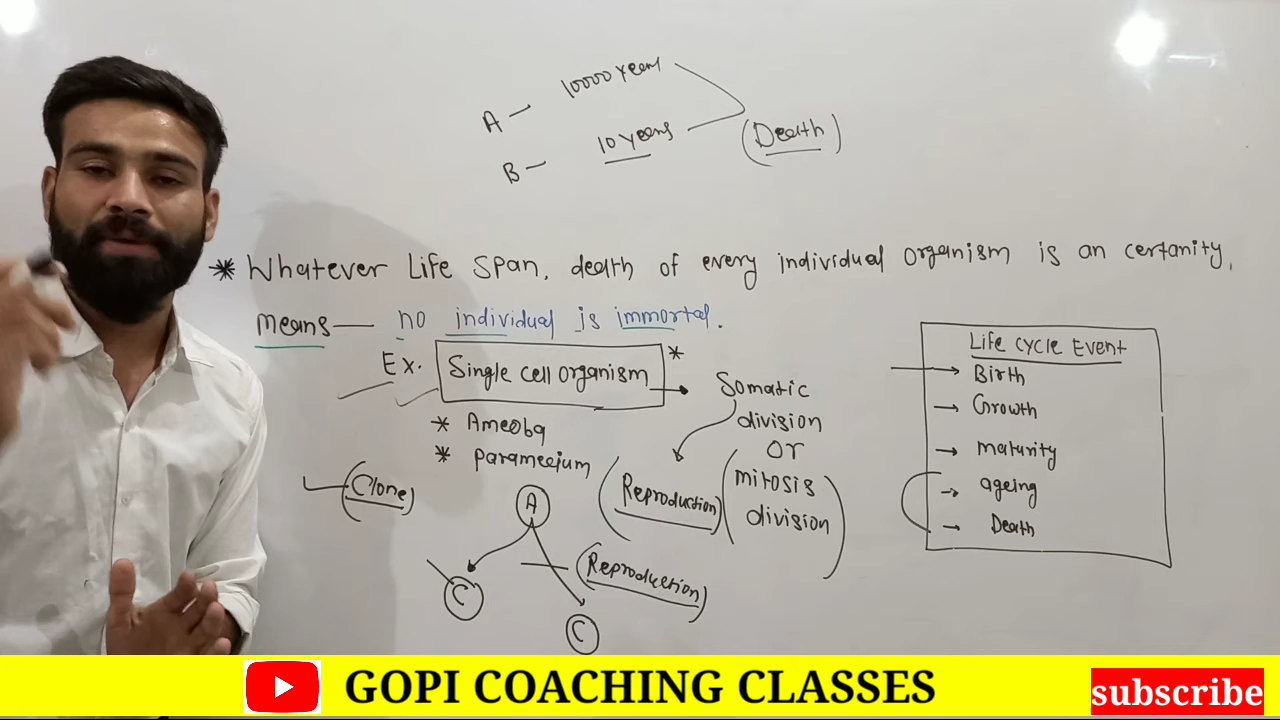 A — 10000 Years
B — 10 Years
(Death)
* Whatever Life Span, death of every individual organism is an certanity,
means — no individual is immortal.
Ex. Single cell organism *
* Ameoba
* parameejum
(Clone)
Somatic
division
or
(mitosis
division)
(Reproduction)
A
(Reproduction)
C
C
Life Cycle Event
→ Birth
→ Growth
→ maturity
→ ageing
→ Death
GOPI COACHING CLASSES
subscribe